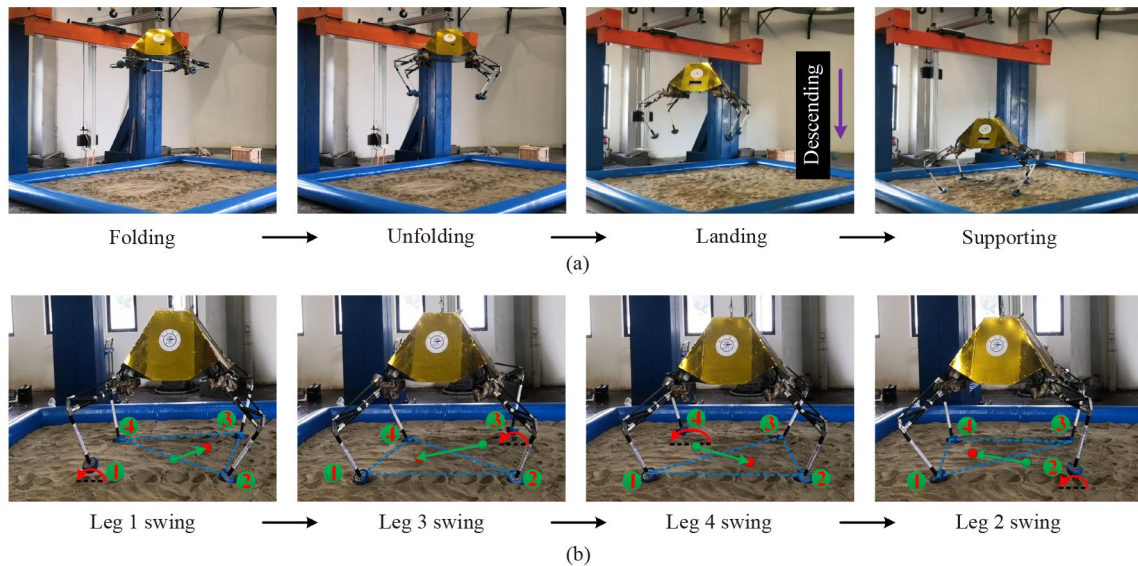 Descending
Folding
Unfolding
Landing
Supporting
(a)
4
3
1
2
4
3
1
2
4
3
1
2
4
3
1
2
Leg 1 swing
Leg 3 swing
Leg 4 swing
Leg 2 swing
(b)